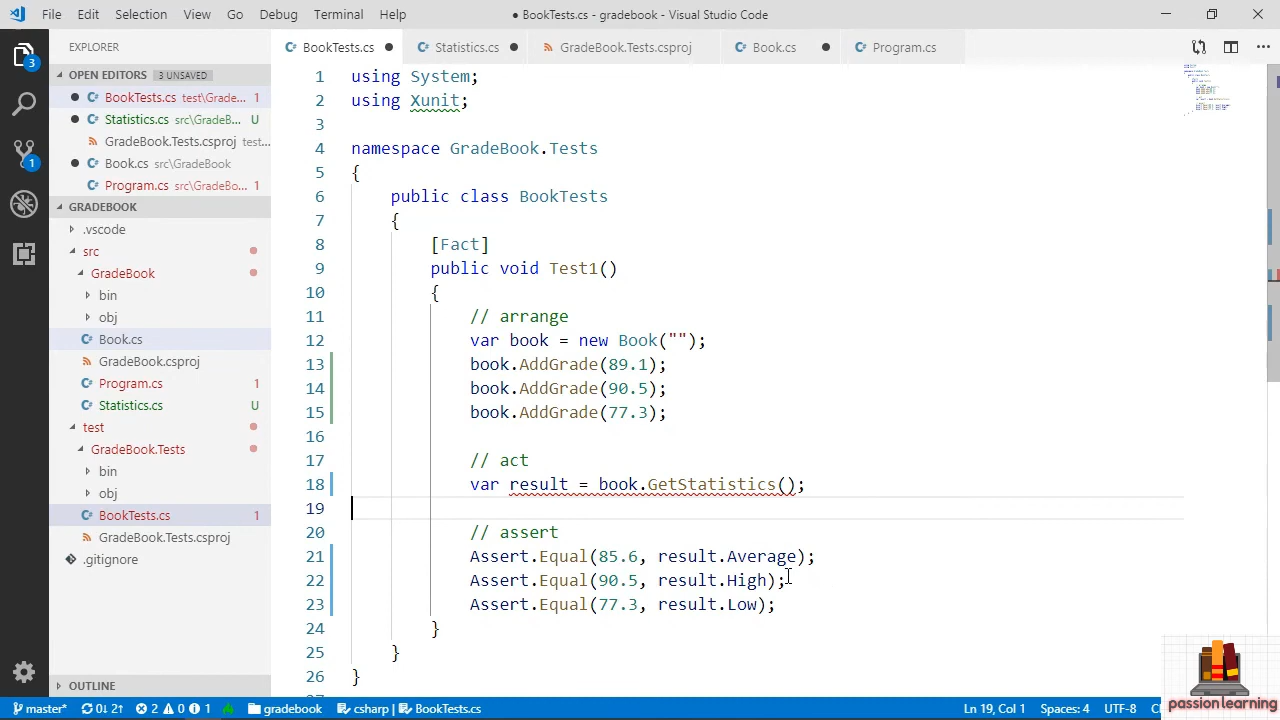 File Edit Selection View Go Debug Terminal Help
● BookTests.cs - gradebook - Visual Studio Code
EXPLORER
OPEN EDITORS 3 UNSAVED
BookTests.cs test\Grade... 1
Statistics.cs src\GradeB... U
GradeBook.Tests.csproj test...
Book.cs src\GradeBook
Program.cs src\GradeBo... 1
GRADEBOOK
.vscode
src
GradeBook
bin
obj
Book.cs
GradeBook.csproj
Program.cs 1
Statistics.cs U
test
GradeBook.Tests
bin
obj
BookTests.cs 1
GradeBook.Tests.csproj
.gitignore
OUTLINE
3
1
BookTests.cs Statistics.cs GradeBook.Tests.csproj Book.cs Program.cs
1 using System;
2 using Xunit;
3
4 namespace GradeBook.Tests
5 {
6 public class BookTests
7 {
8 [Fact]
9 public void Test1()
10 {
11 // arrange
12 var book = new Book("");
13 book.AddGrade(89.1);
14 book.AddGrade(90.5);
15 book.AddGrade(77.3);
16
17 // act
18 var result = book.GetStatistics();
19
20 // assert
21 Assert.Equal(85.6, result.Average);
22 Assert.Equal(90.5, result.High);
23 Assert.Equal(77.3, result.Low);
24 }
25 }
26 }
passion learning
master* 0↓ 2↑ 2 0 1 gradebook csharp | BookTests.cs Ln 19, Col 1 Spaces: 4 UTF-8